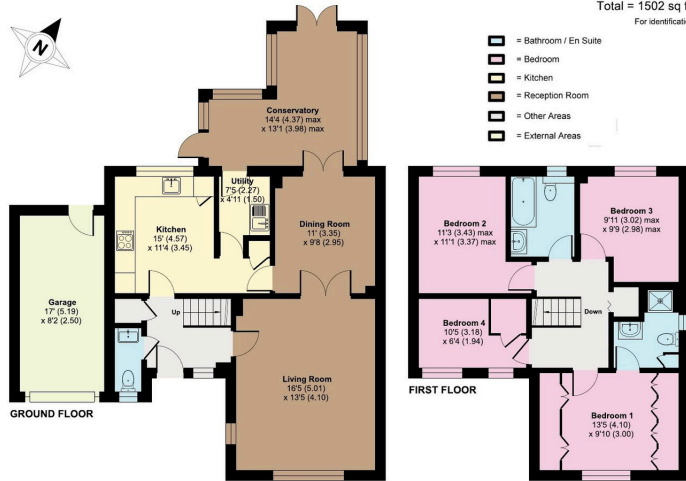 Total = 1502 sq f
For identificati
N
= Bathroom / En Suite
= Bedroom
= Kitchen
= Reception Room
= Other Areas
= External Areas
Conservatory
14'4 (4.37) max
x 13'1 (3.98) max
Utility
7'5 (2.27)
x 4'11 (1.50)
Kitchen
15' (4.57)
x 11'4 (3.45)
Dining Room
11' (3.35)
x 9'8 (2.95)
Garage
17' (5.19)
x 8'2 (2.50)
Up
Living Room
16'5 (5.01)
x 13'5 (4.10)
GROUND FLOOR
Bedroom 2
11'3 (3.43) max
x 11'1 (3.37) max
Bedroom 3
9'11 (3.02) max
x 9'9 (2.98) max
Down
Bedroom 4
10'5 (3.18)
x 6'4 (1.94)
Bedroom 1
13'5 (4.10)
x 9'10 (3.00)
FIRST FLOOR